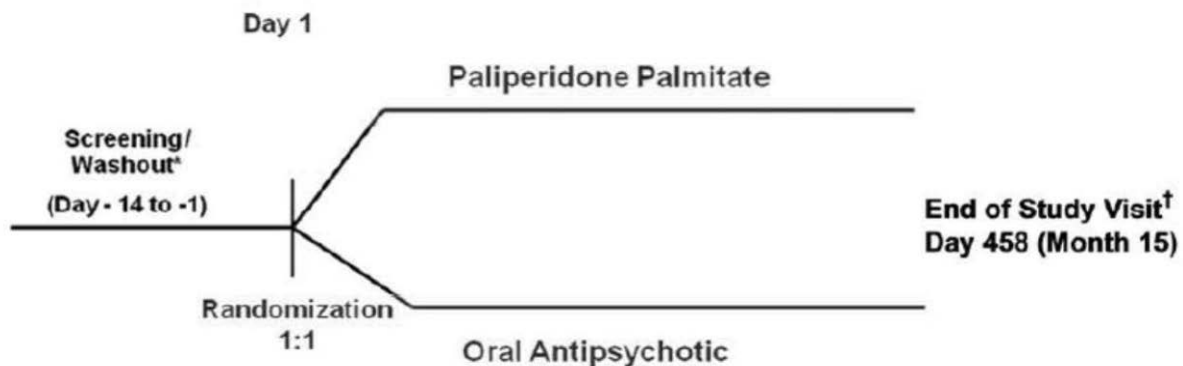 Day 1
Paliperidone Palmitate
Screening/
Washout*
(Day - 14 to -1)
End of Study Visit†
Day 458 (Month 15)
Randomization
1:1
Oral Antipsychotic